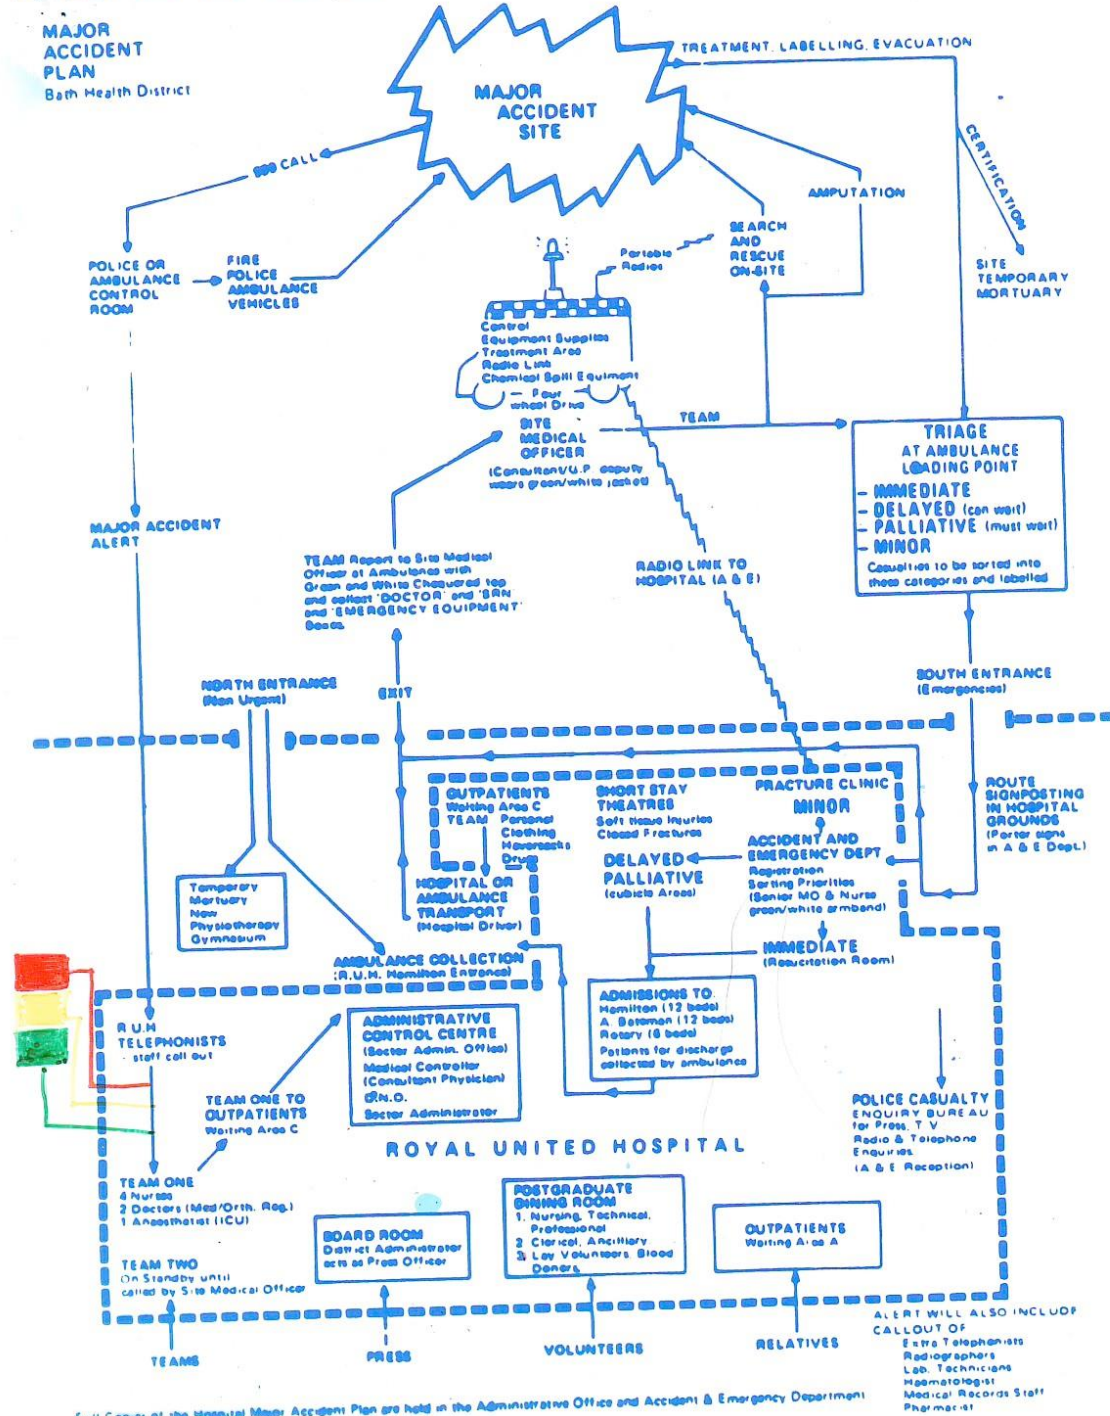 MAJOR
ACCIDENT
PLAN
Bath Health District
MAJOR
ACCIDENT
SITE
TREATMENT, LABELLING, EVACUATION
CERTIFICATION
SITE
TEMPORARY
MORTUARY
999 CALL
POLICE OR
AMBULANCE
CONTROL
ROOM
FIRE
POLICE
AMBULANCE
VEHICLES
AMPUTATION
SEARCH
AND
RESCUE
ON-SITE
Portable
Radios
Control
Equipment Supplies
Treatment Area
Radio Link
Chemical Spill Equiment
Four
wheel Drive
SITE
MEDICAL
OFFICER
(Consultant/G.P. deputy
wears green/white jacket)
TEAM
TRIAGE
AT AMBULANCE
LOADING POINT
- IMMEDIATE
- DELAYED (can wait)
- PALLIATIVE (must wait)
- MINOR
Casualties to be sorted into
these categories and labelled
MAJOR ACCIDENT
ALERT
TEAM Report to Site Medical
Officer at Ambulance with
Green and White Chequered top
and collect 'DOCTOR' and 'SRN'
and 'EMERGENCY EQUIPMENT'
Boxes.
RADIO LINK TO
HOSPITAL (A & E)
NORTH ENTRANCE
(Non Urgent)
EXIT
SOUTH ENTRANCE
(Emergencies)
ROUTE
SIGNPOSTING
IN HOSPITAL
GROUNDS
(Porter signs
in A & E Dept.)
OUTPATIENTS
Waiting Area C
TEAM Personal
Clothing
Haversacks
Drugs
HOSPITAL OR
AMBULANCE
TRANSPORT
(Hospital Driver)
SHORT STAY
THEATRES
Soft tissue Injuries
Closed Fractures
DELAYED
PALLIATIVE
(cubicle Areas)
FRACTURE CLINIC
MINOR
ACCIDENT AND
EMERGENCY DEPT
Registration
Sorting Priorities
(Senior MO & Nurse
green/white armband)
IMMEDIATE
(Resucitation Room)
Temporary
Mortuary
New
Physiotherapy
Gymnasium
AMBULANCE COLLECTION
(R.U.H. Hamilton Entrance)
R.U.H
TELEPHONISTS
- staff call out
ADMINISTRATIVE
CONTROL CENTRE
(Sector Admin. Office)
Medical Controller
(Consultant Physician)
D.N.O.
Sector Administrator
ADMISSIONS TO
Hamilton (12 beds)
A. Bateman (12 beds)
Rotary (6 beds)
Patients for discharge
collected by ambulance
TEAM ONE TO
OUTPATIENTS
Waiting Area C
POLICE CASUALTY
ENQUIRY BUREAU
for Press, T V
Radio & Telephone
Enquiries
(A & E Reception)
ROYAL UNITED HOSPITAL
TEAM ONE
4 Nurses
2 Doctors (Med/Orth. Reg.)
1 Anaesthetist (ICU)
TEAM TWO
On Standby until
called by Site Medical Officer
BOARD ROOM
District Administrator
acts as Press Officer
POSTGRADUATE
DINING ROOM
1. Nursing, Technical,
Professional
2 Clerical, Ancillary
3. Lay Volunteers Blood
Donors
OUTPATIENTS
Waiting Area A
TEAMS
PRESS
VOLUNTEERS
RELATIVES
ALERT WILL ALSO INCLUDE
CALLOUT OF
Extra Telephonists
Radiographers
Lab. Technicians
Haematologist
Medical Records Staff
Pharmacist
Full Copies of the Hospital Major Accident Plan are held in the Administrative Office and Accident & Emergency Department